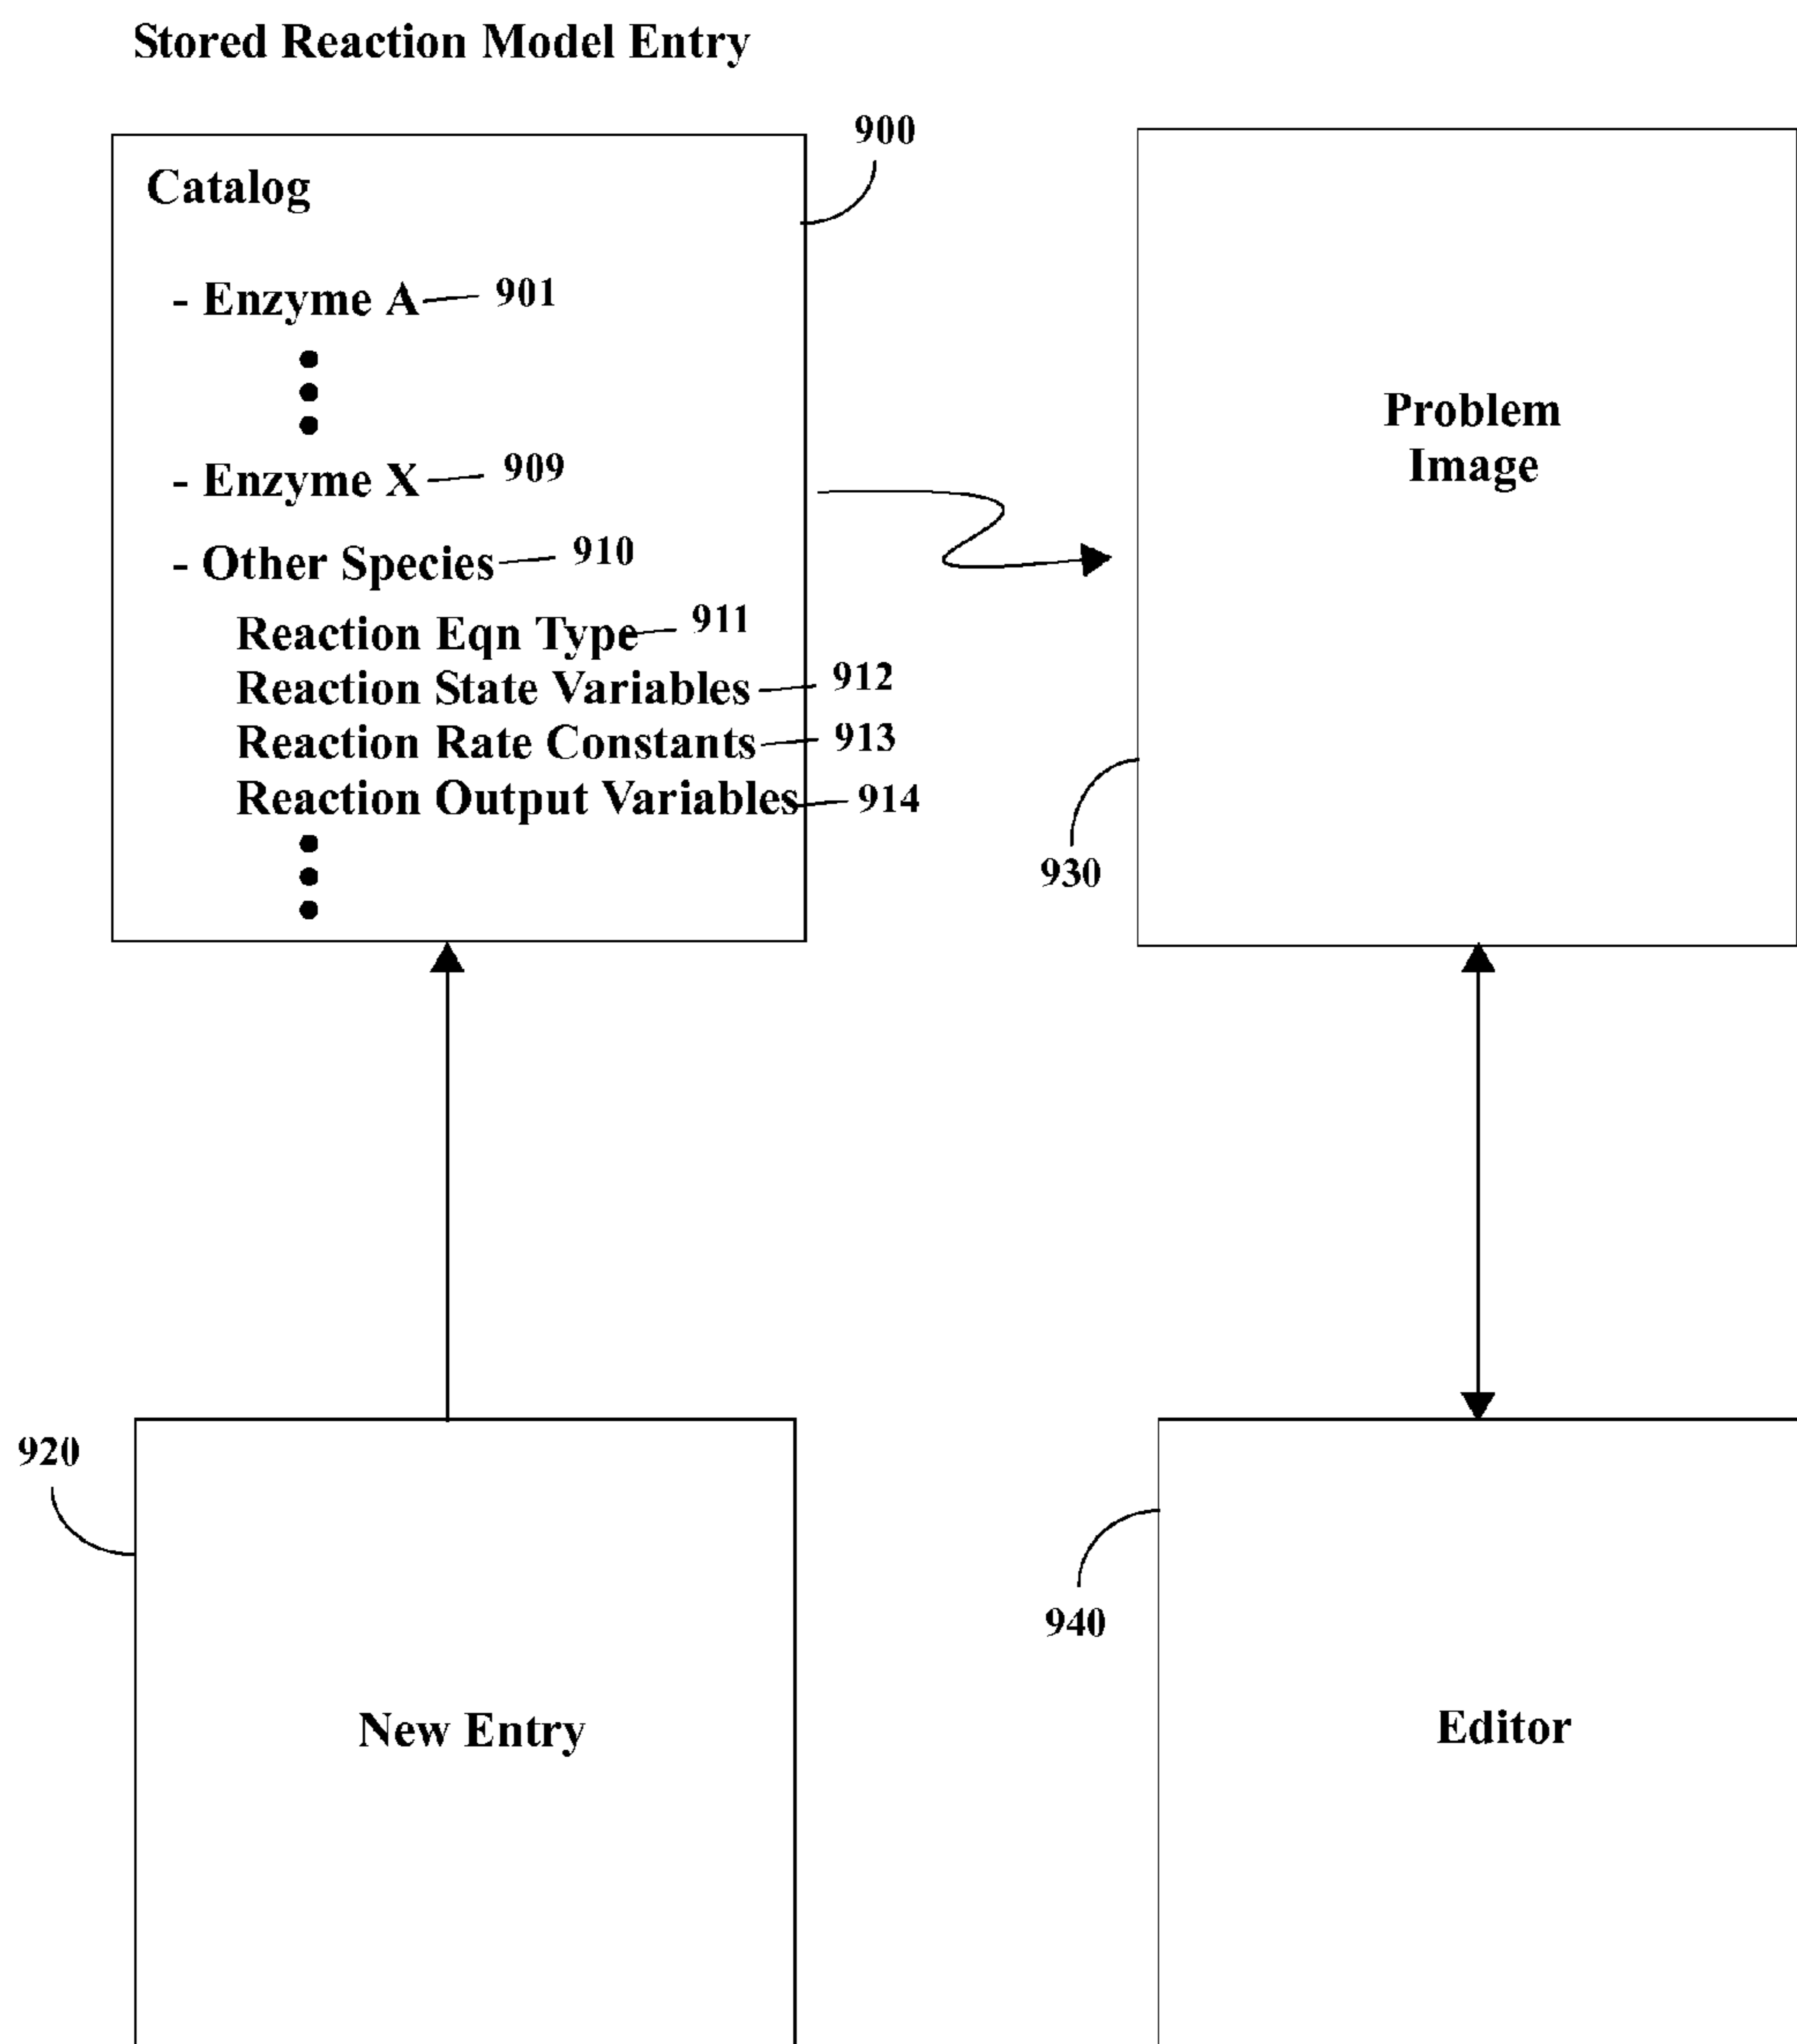 Stored Reaction Model Entry
900
Catalog
- Enzyme A 901
- Enzyme X 909
- Other Species 910
Reaction Eqn Type 911
Reaction State Variables 912
Reaction Rate Constants 913
Reaction Output Variables 914
Problem
Image
930
920
New Entry
940
Editor